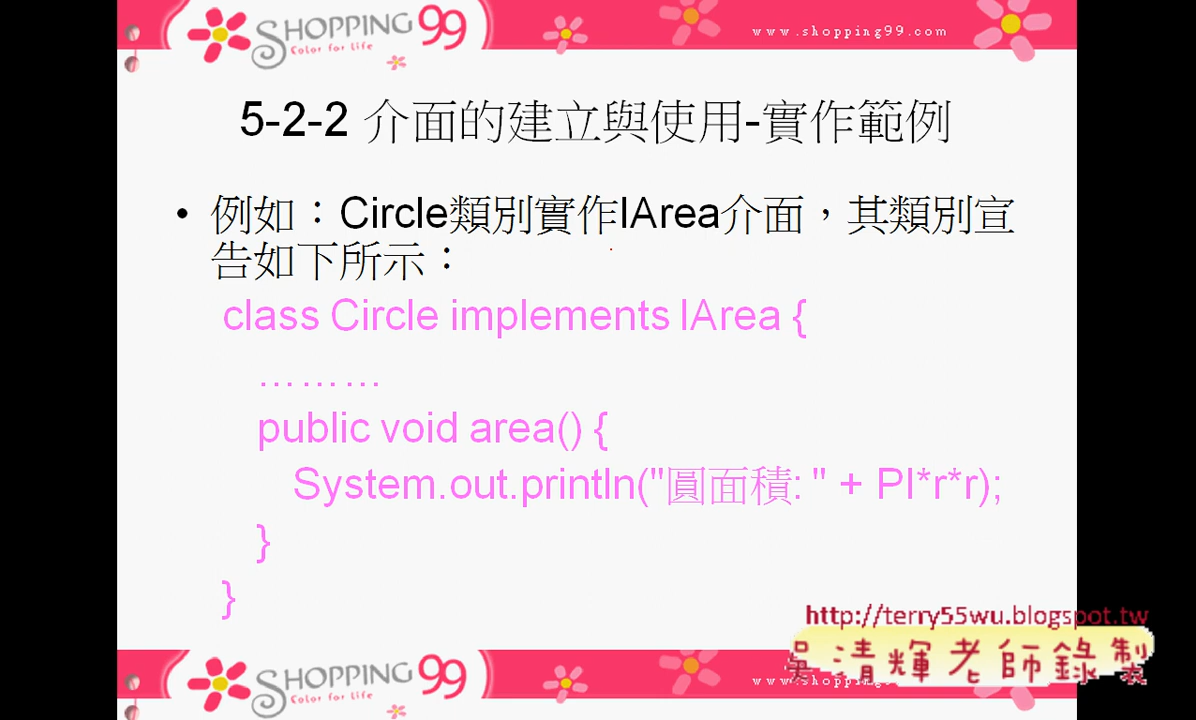 SHOPPING 99
Color for Life
www.shopping99.com
5-2-2 介面的建立與使用-實作範例
• 例如：Circle類別實作IArea介面，其類別宣
告如下所示：
class Circle implements IArea {
………
public void area() {
System.out.println("圓面積: " + PI*r*r);
}
}
http://terry55wu.blogspot.tw
吳清輝老師錄製
SHOPPING 99
Color for Life
www.shopping99